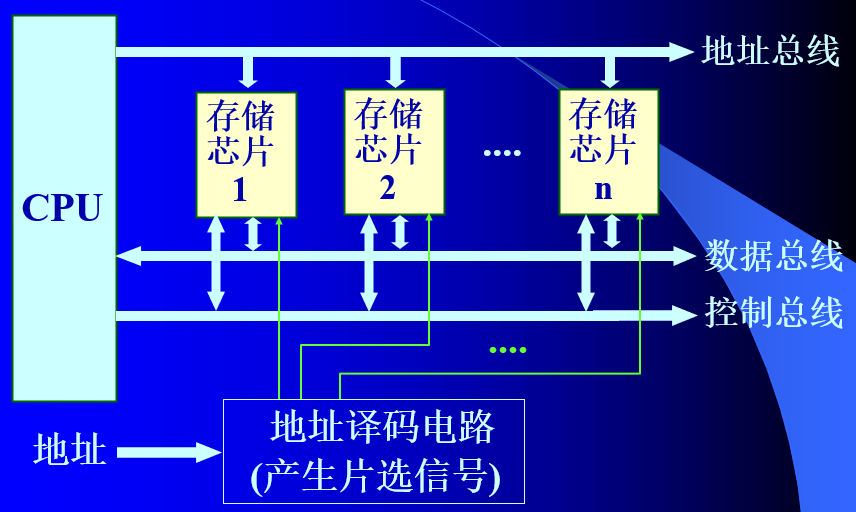 地址总线
存储
芯片
1
存储
芯片
2
....
存储
芯片
n
CPU
数据总线
控制总线
....
地址
地址译码电路
(产生片选信号)